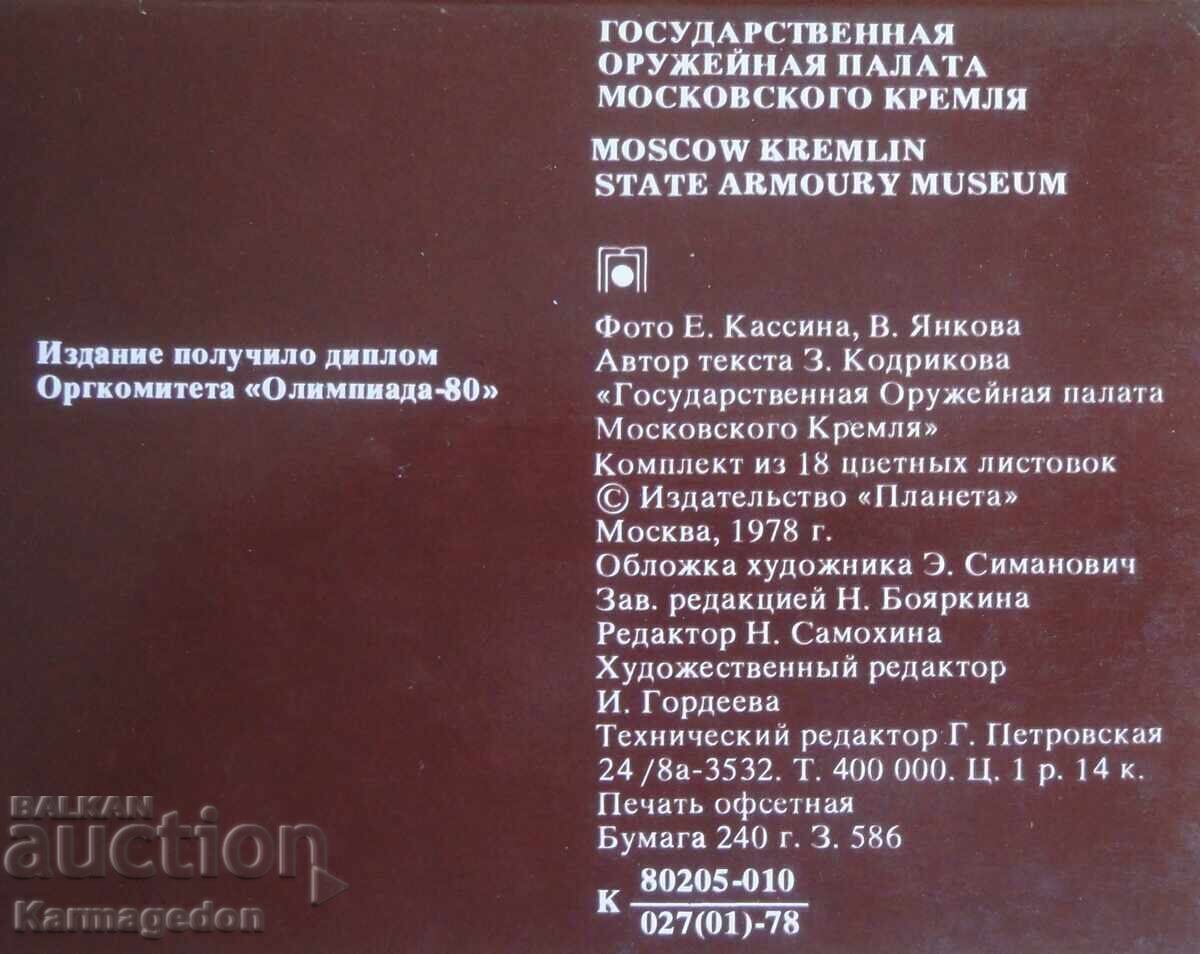 ГОСУДАРСТВЕННАЯ
ОРУЖЕЙНАЯ ПАЛАТА
МОСКОВСКОГО КРЕМЛЯ
MOSCOW KREMLIN
STATE ARMOURY MUSEUM
Издание получило диплом
Оргкомитета «Олимпиада-80»
Фото Е. Кассина, В. Янкова
Автор текста З. Кодрикова
«Государственная Оружейная палата
Московского Кремля»
Комплект из 18 цветных листовок
© Издательство «Планета»
Москва, 1978 г.
Обложка художника Э. Симанович
Зав. редакцией Н. Бояркина
Редактор Н. Самохина
Художественный редактор
И. Гордеева
Технический редактор Г. Петровская
24/8а-3532. Т. 400 000. Ц. 1 р. 14 к.
Печать офсетная
Бумага 240 г. З. 586
К 80205-010
027(01)-78
BALKAN
auction
Karmagedon